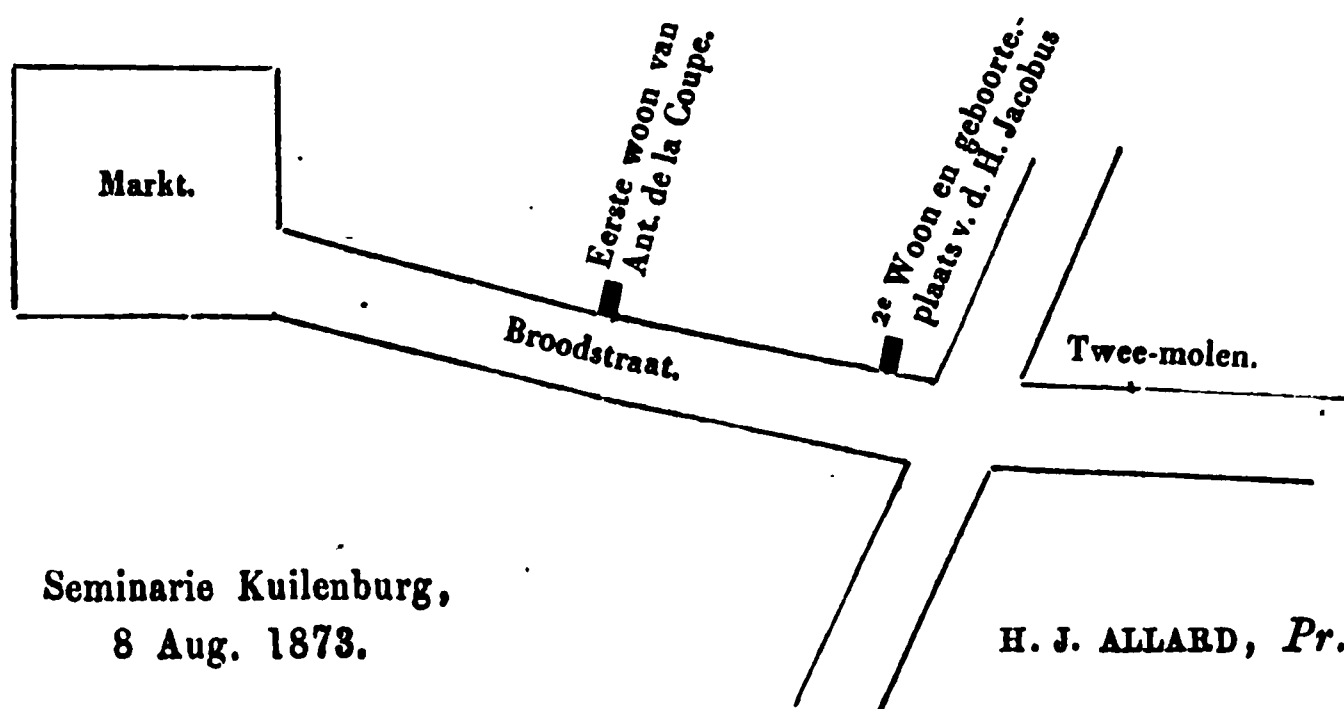 Markt.
Eerste woon van
Ant. de la Coupe.
2e Woon en geboorte.-
plaats v. d. H. Jacobus
Broodstraat.
Twee-molen.
Seminarie Kuilenburg,
8 Aug. 1873.
H. J. ALLARD, Pr.